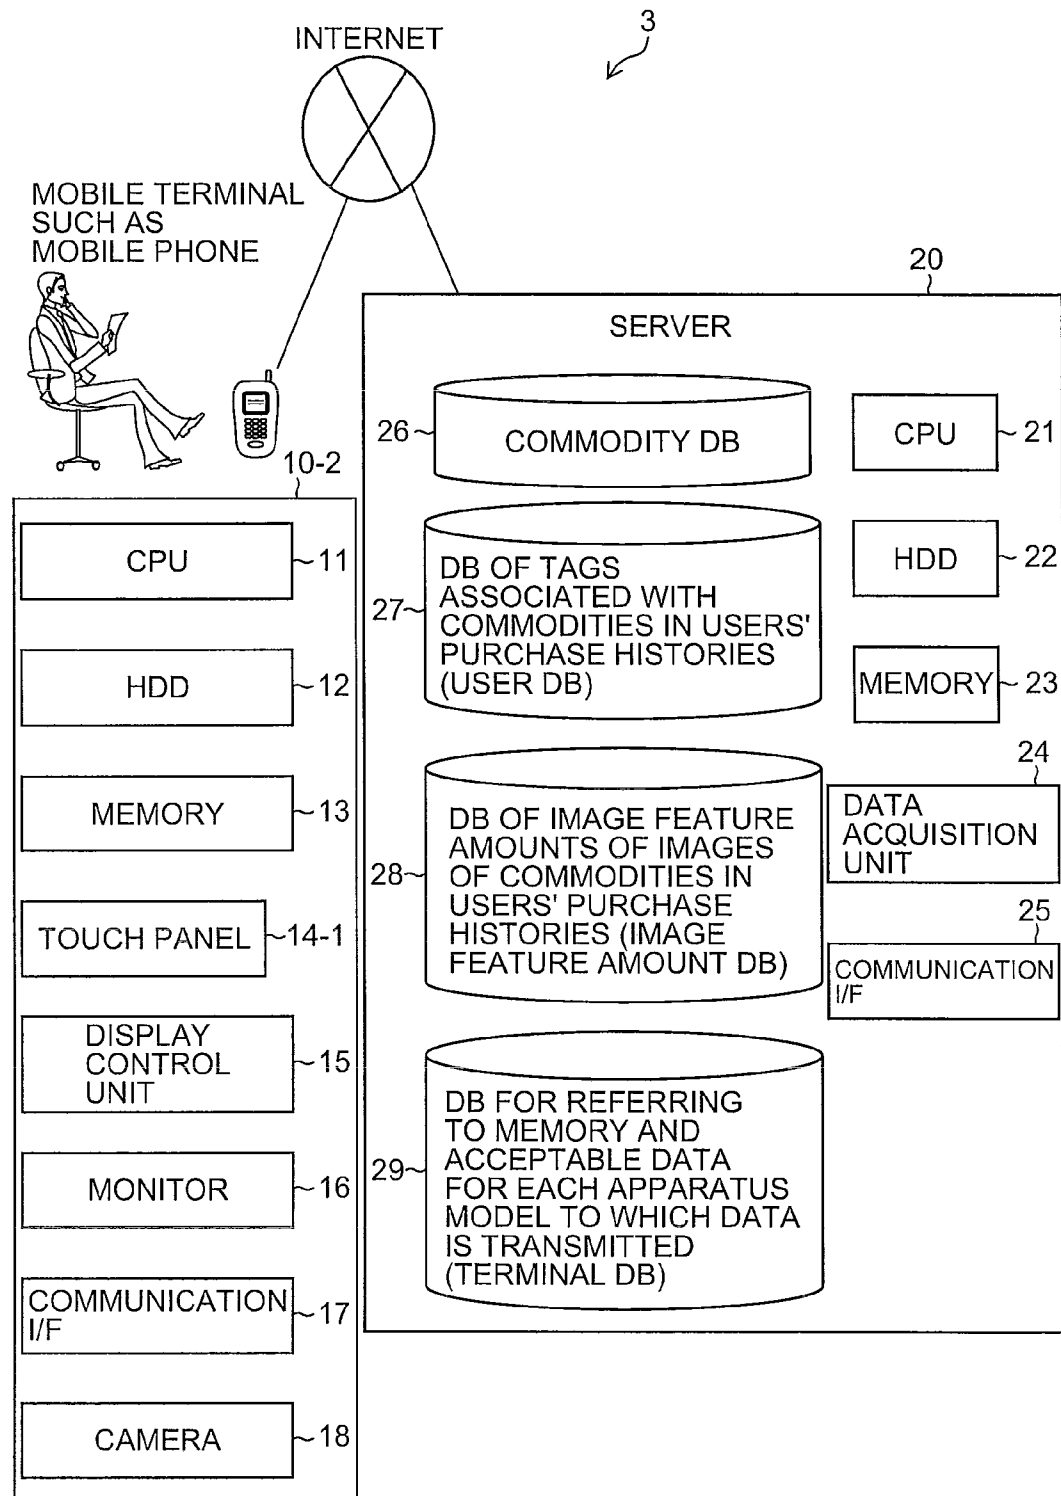 3
INTERNET
MOBILE TERMINAL
SUCH AS
MOBILE PHONE
10-2
CPU
11
HDD
12
MEMORY
13
TOUCH PANEL
14-1
DISPLAY
CONTROL
UNIT
15
MONITOR
16
COMMUNICATION
I/F
17
CAMERA
18
20
SERVER
26
COMMODITY DB
CPU
21
27
DB OF TAGS
ASSOCIATED WITH
COMMODITIES IN USERS'
PURCHASE HISTORIES
(USER DB)
HDD
22
MEMORY
23
28
DB OF IMAGE FEATURE
AMOUNTS OF IMAGES
OF COMMODITIES IN
USERS' PURCHASE
HISTORIES (IMAGE
FEATURE AMOUNT DB)
24
DATA
ACQUISITION
UNIT
25
COMMUNICATION
I/F
29
DB FOR REFERRING
TO MEMORY AND
ACCEPTABLE DATA
FOR EACH APPARATUS
MODEL TO WHICH DATA
IS TRANSMITTED
(TERMINAL DB)